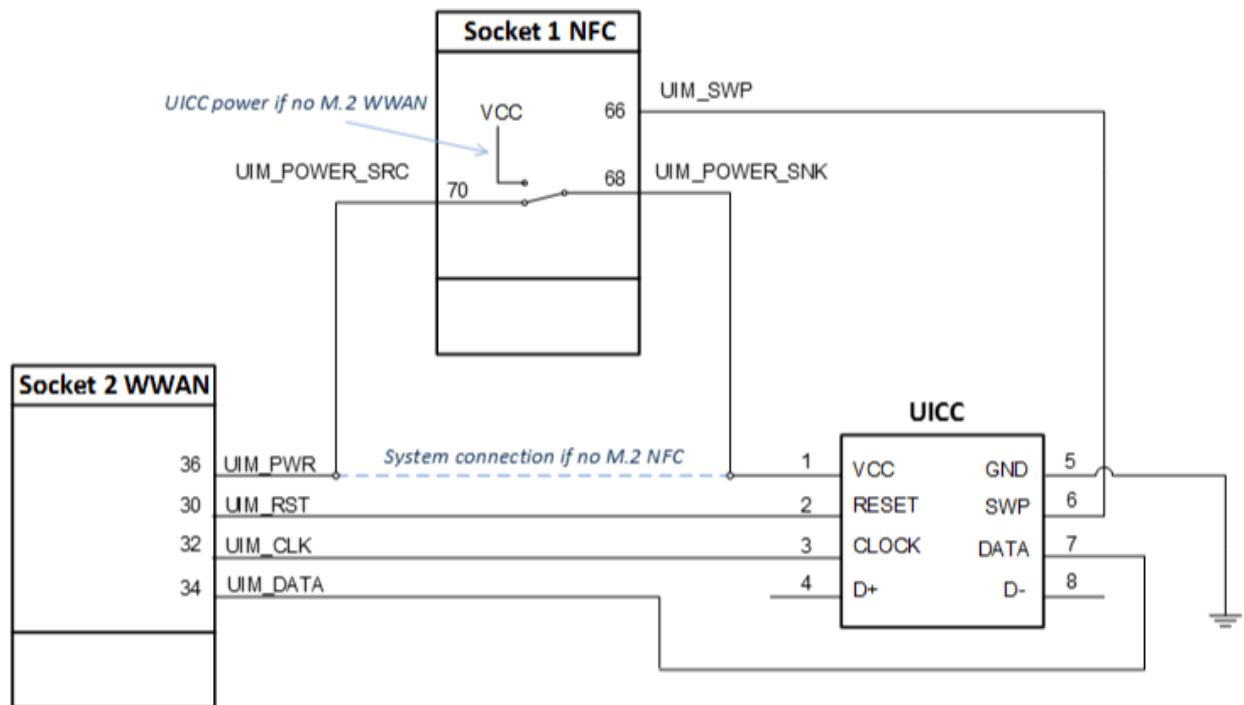 Socket 1 NFC
UICC power if no M.2 WWAN
VCC
66
UIM_SWP
UIM_POWER_SRC
70
68
UIM_POWER_SNK
Socket 2 WWAN
36
UIM_PWR
System connection if no M.2 NFC
30
UIM_RST
32
UIM_CLK
34
UIM_DATA
UICC
1
VCC
GND
5
2
RESET
SWP
6
3
CLOCK
DATA
7
4
D+
D-
8